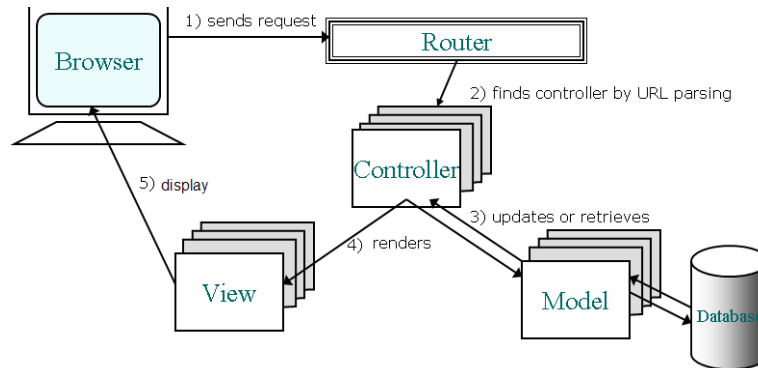 1) sends request
Router
Browser
2) finds controller by URL parsing
Controller
5) display
3) updates or retrieves
4) renders
View
Model
Database